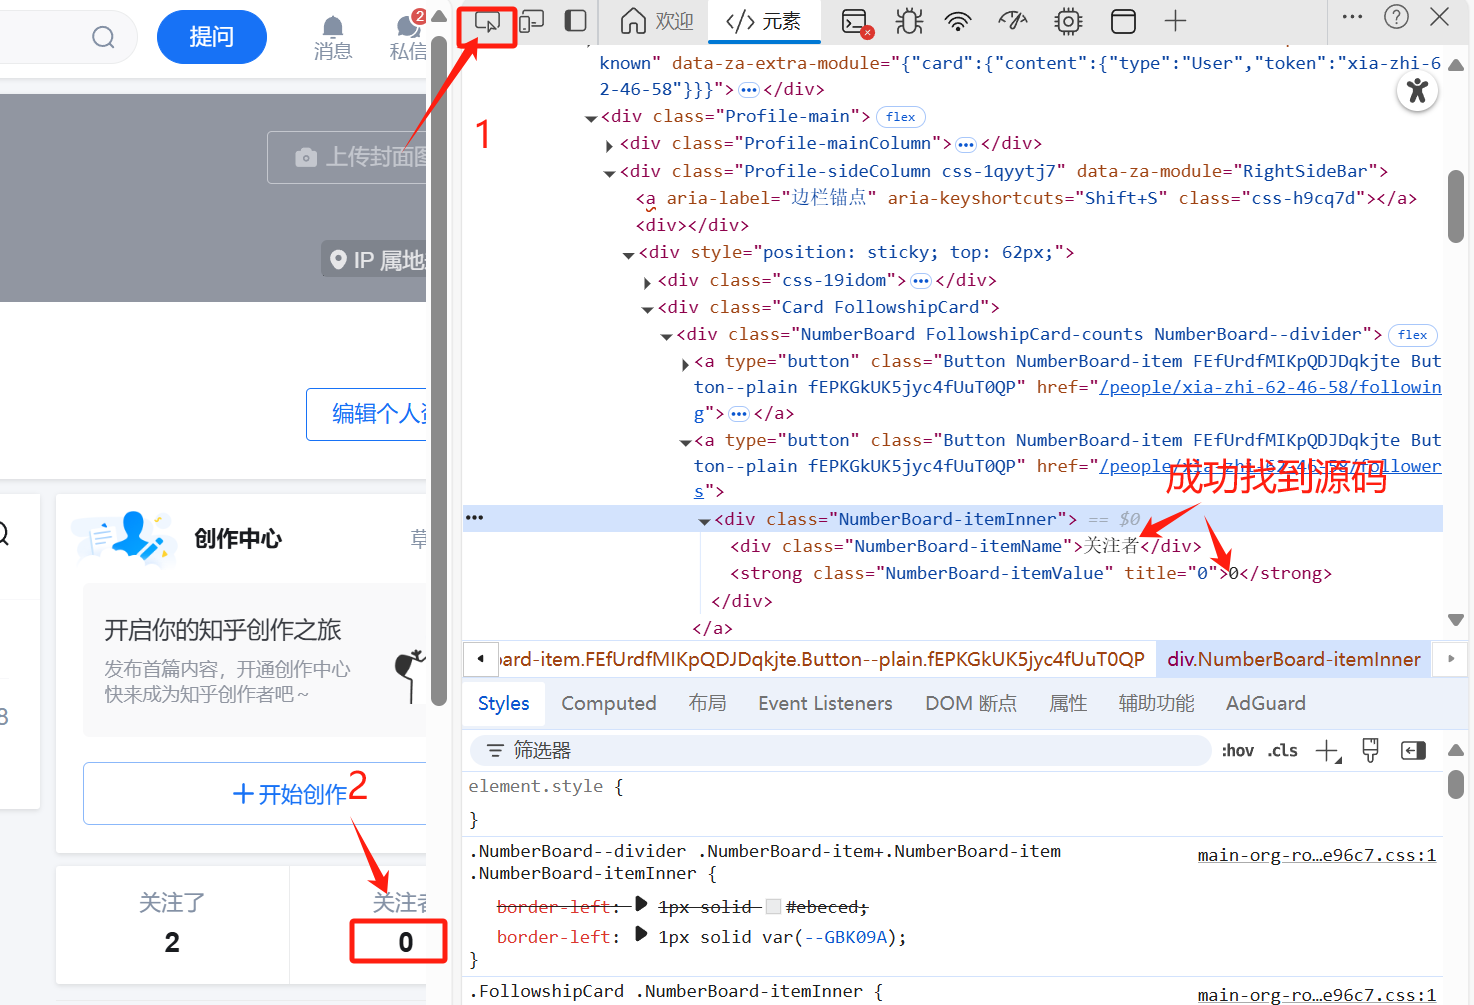 提问
消息
私信
2
上传封面图
IP 属地
编辑个人资
创作中心
草
开启你的知乎创作之旅
发布首篇内容，开通创作中心
快来成为知乎创作者吧～
8
开始创作
2
关注了
2
关注者
0
1
欢迎
</> 元素
known" data-za-extra-module="{"card":{"content":{"type":"User","token":"xia-zhi-6
2-46-58"}}}">•••</div>
<div class="Profile-main"> flex
<div class="Profile-mainColumn">•••</div>
<div class="Profile-sideColumn css-1qyytj7" data-za-module="RightSideBar">
<a aria-label="边栏锚点" aria-keyshortcuts="Shift+S" class="css-h9cq7d"></a>
<div></div>
<div style="position: sticky; top: 62px;">
<div class="css-19idom">•••</div>
<div class="Card FollowshipCard">
<div class="NumberBoard FollowshipCard-counts NumberBoard--divider"> flex
<a type="button" class="Button NumberBoard-item FEfUrdfMIKpQDJDqkjte But
ton--plain fEPKGkUK5jyc4fUuT0QP" href="/people/xia-zhi-62-46-58/followin
g">•••</a>
<a type="button" class="Button NumberBoard-item FEfUrdfMIKpQDJDqkjte But
ton--plain fEPKGkUK5jyc4fUuT0QP" href="/people/xia-zhi-62-46-58/follower
s">
成功找到源码
••• <div class="NumberBoard-itemInner"> == $0
<div class="NumberBoard-itemName">关注者</div>
<strong class="NumberBoard-itemValue" title="0">0</strong>
</div>
</a>
oard-item.FEfUrdfMIKpQDJDqkjte.Button--plain.fEPKGkUK5jyc4fUuT0QP div.NumberBoard-itemInner
Styles Computed 布局 Event Listeners DOM 断点 属性 辅助功能 AdGuard
筛选器 :hov .cls
element.style {
}
.NumberBoard--divider .NumberBoard-item+.NumberBoard-item main-org-ro…e96c7.css:1
.NumberBoard-itemInner {
border-left: 1px solid #ebeced;
border-left: 1px solid var(--GBK09A);
}
.FollowshipCard .NumberBoard-itemInner { main-org-ro…e96c7.css:1